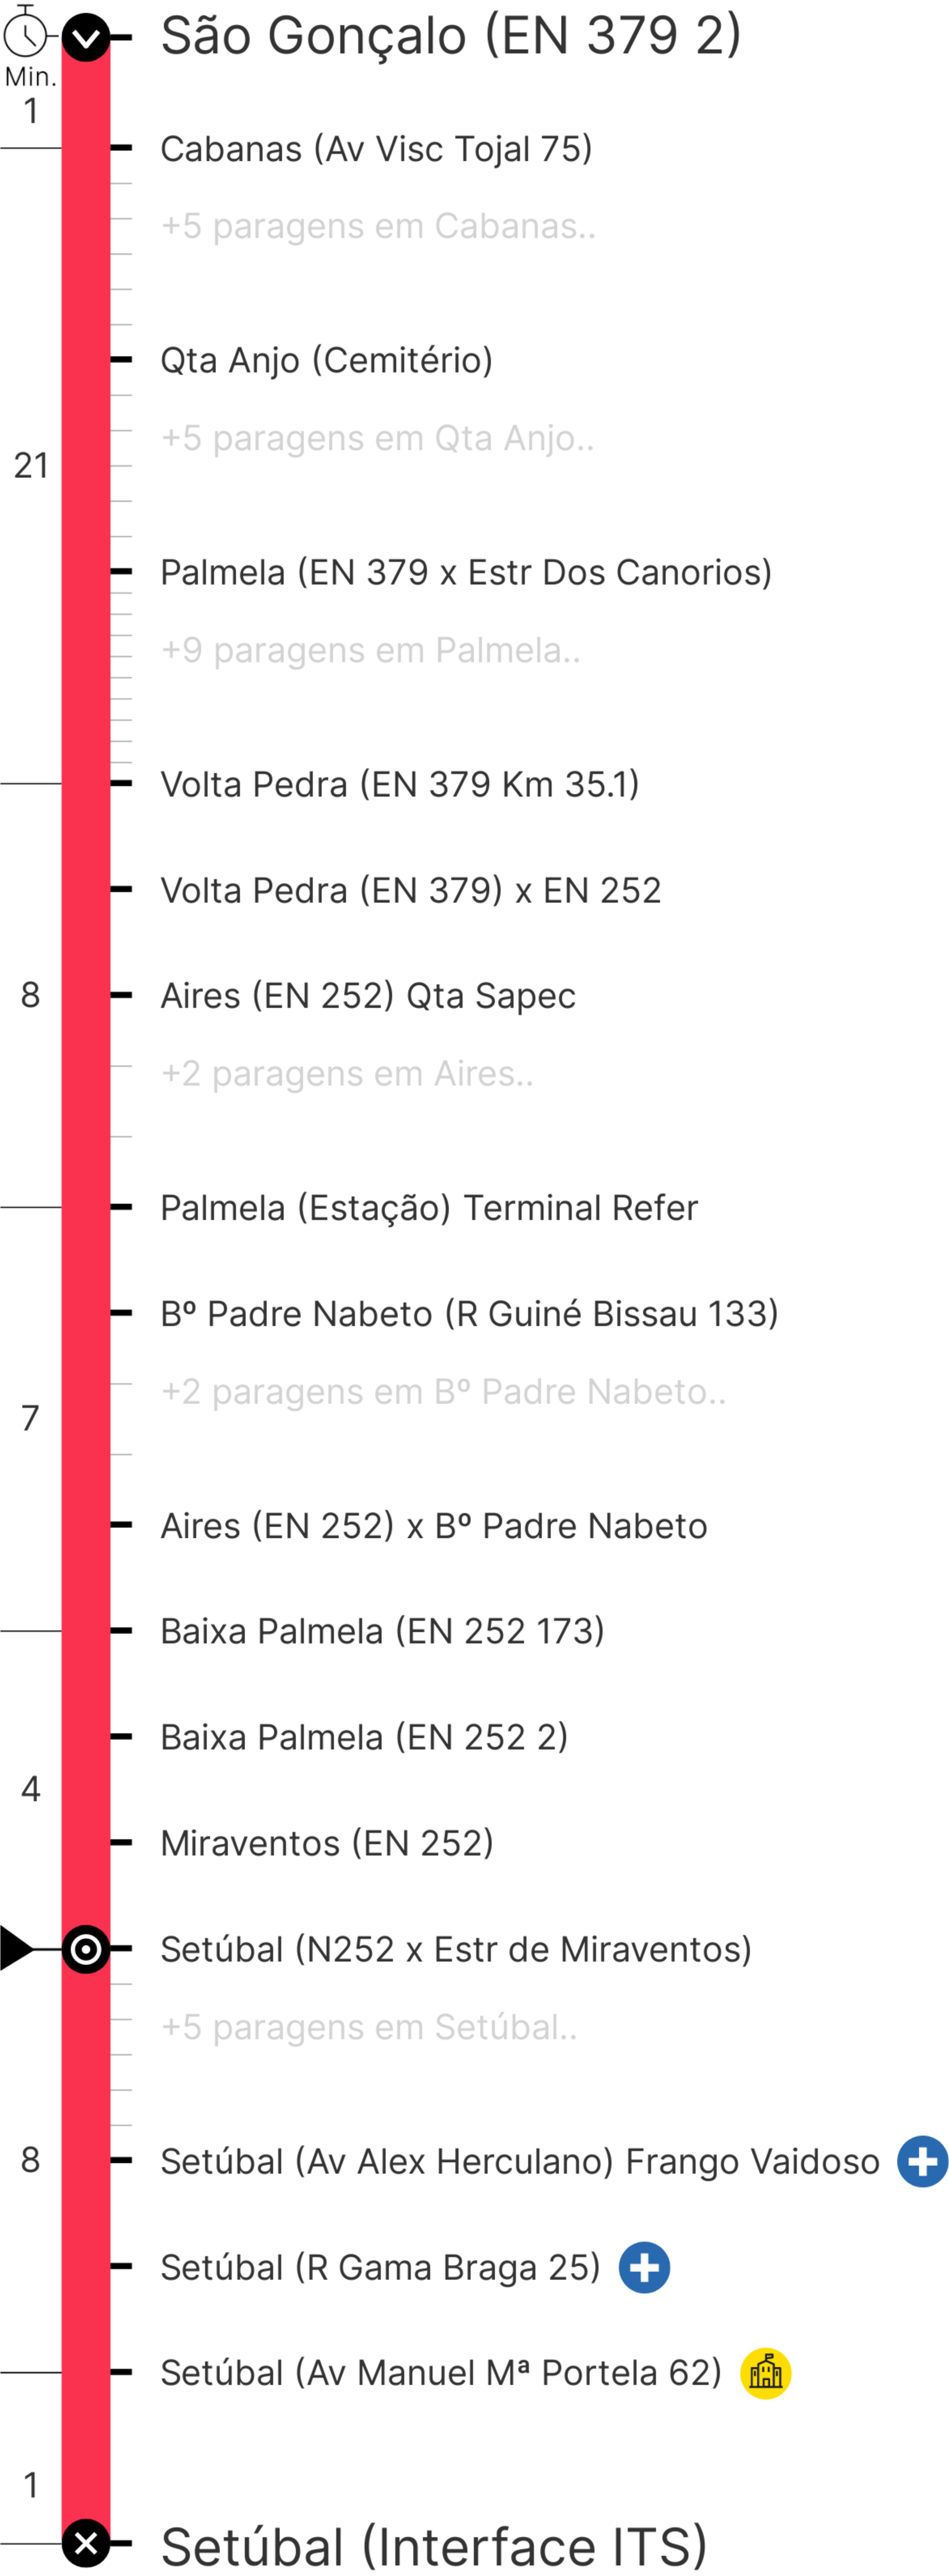 São Gonçalo (EN 379 2)
Min.
1
Cabanas (Av Visc Tojal 75)
+5 paragens em Cabanas..
Qta Anjo (Cemitério)
+5 paragens em Qta Anjo..
21
Palmela (EN 379 x Estr Dos Canorios)
+9 paragens em Palmela..
Volta Pedra (EN 379 Km 35.1)
Volta Pedra (EN 379) x EN 252
8
Aires (EN 252) Qta Sapec
+2 paragens em Aires..
Palmela (Estação) Terminal Refer
Bº Padre Nabeto (R Guiné Bissau 133)
+2 paragens em Bº Padre Nabeto..
7
Aires (EN 252) x Bº Padre Nabeto
Baixa Palmela (EN 252 173)
Baixa Palmela (EN 252 2)
4
Miraventos (EN 252)
Setúbal (N252 x Estr de Miraventos)
+5 paragens em Setúbal..
8
Setúbal (Av Alex Herculano) Frango Vaidoso
Setúbal (R Gama Braga 25)
Setúbal (Av Manuel Mª Portela 62)
1
Setúbal (Interface ITS)